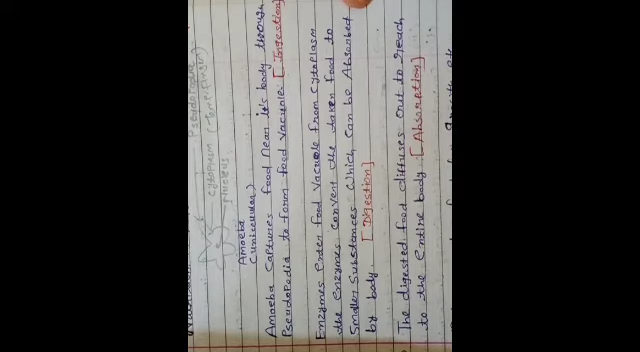 Pseudopodia
Cytoplasm
Nucleus
Amoeba
(unicellular)
Amoeba captures food near it's body through
Pseudopodia to form food vacuole. [Ingestion]
Enzymes enter food vacuole from cytoplasm
the enzymes convert the taken food to
smaller substances which can be Absorbed
by body. [Digestion]
The digested food diffuses out to reach
to the entire body. [Absorption]